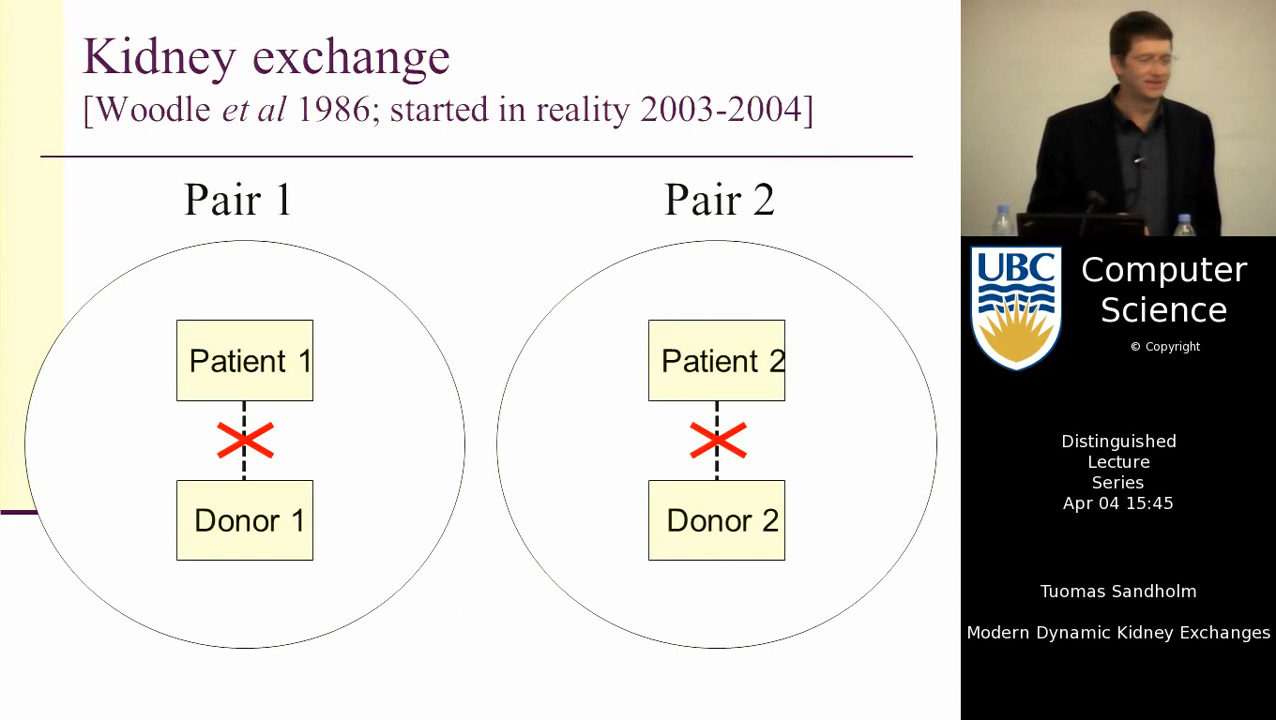 Kidney exchange
[Woodle et al 1986; started in reality 2003-2004]
Pair 1
Pair 2
Patient 1
Patient 2
Donor 1
Donor 2
UBC
Computer
Science
© Copyright
Distinguished
Lecture
Series
Apr 04 15:45
Tuomas Sandholm
Modern Dynamic Kidney Exchanges